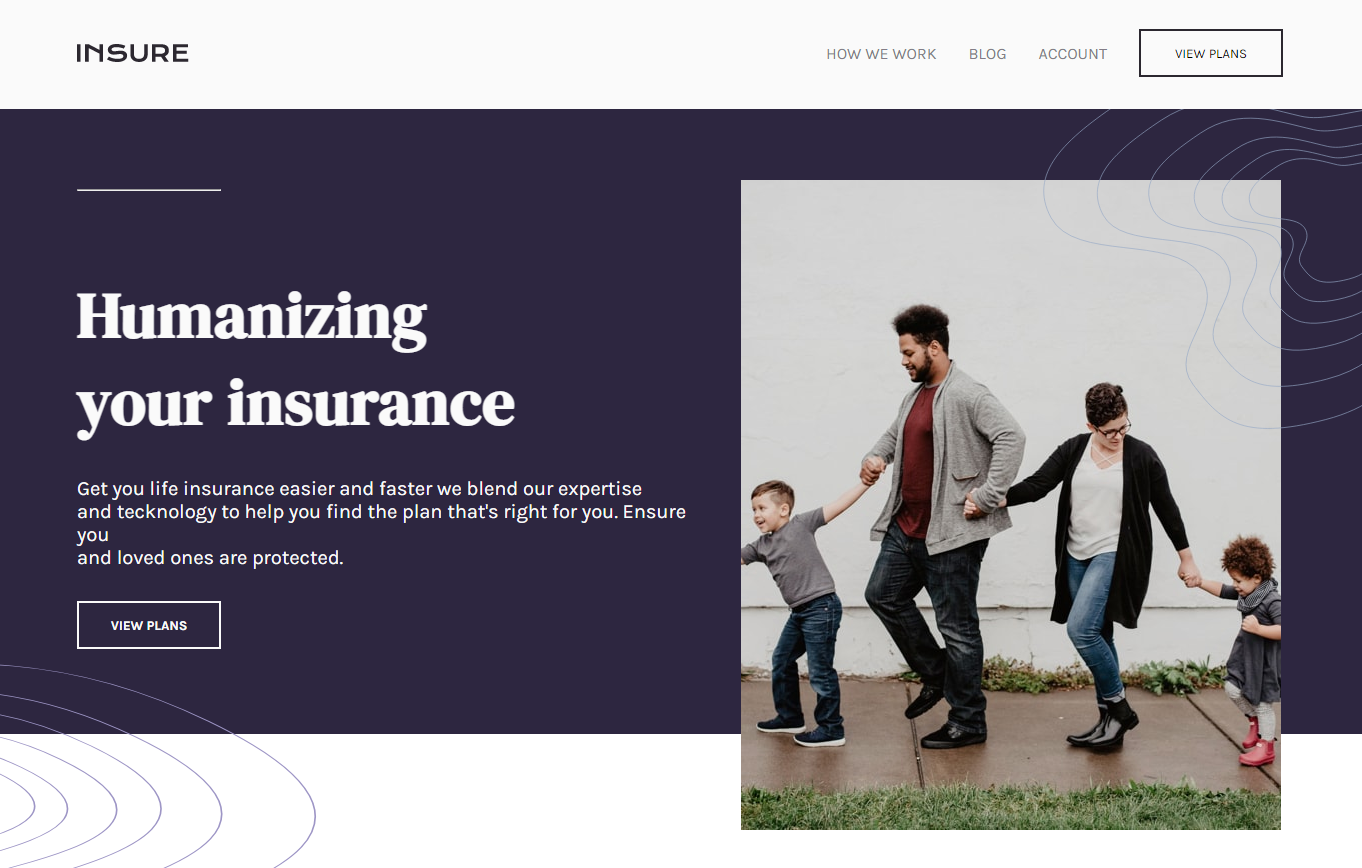 INSURE
HOW WE WORK BLOG ACCOUNT VIEW PLANS
Humanizing
your insurance
Get you life insurance easier and faster we blend our expertise
and tecknology to help you find the plan that's right for you. Ensure
you
and loved ones are protected.
VIEW PLANS